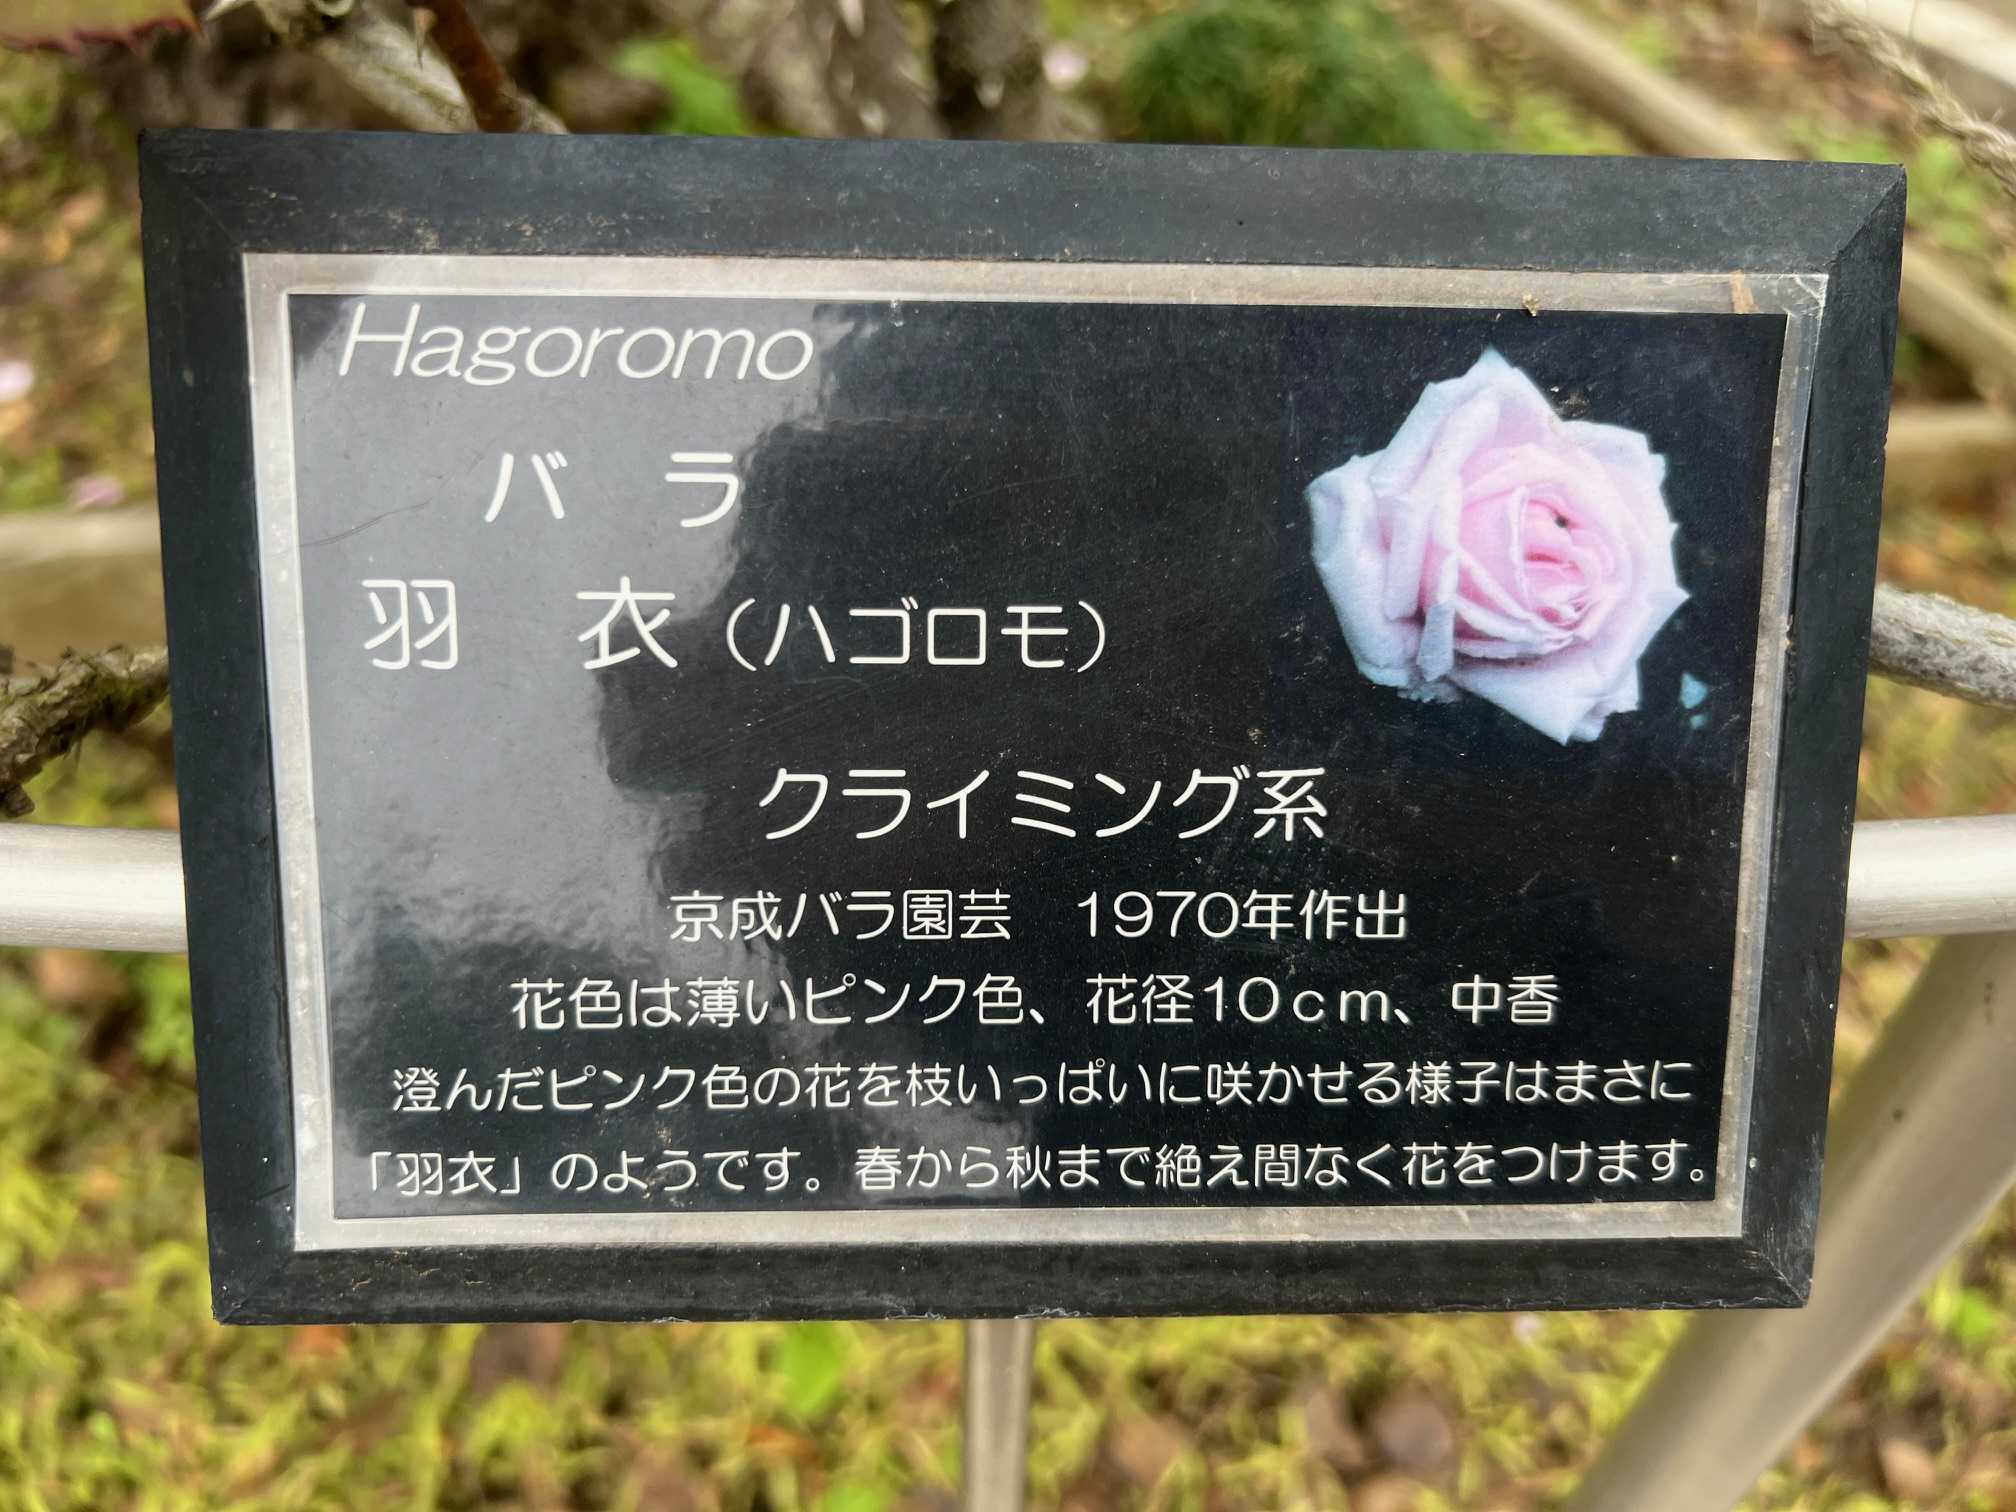 Hagoromo
バ　ラ
羽　衣（ハゴロモ）
クライミング系
京成バラ園芸　1970年作出
花色は薄いピンク色、花径10cm、中香
澄んだピンク色の花を枝いっぱいに咲かせる様子はまさに
「羽衣」のようです。春から秋まで絶え間なく花をつけます。